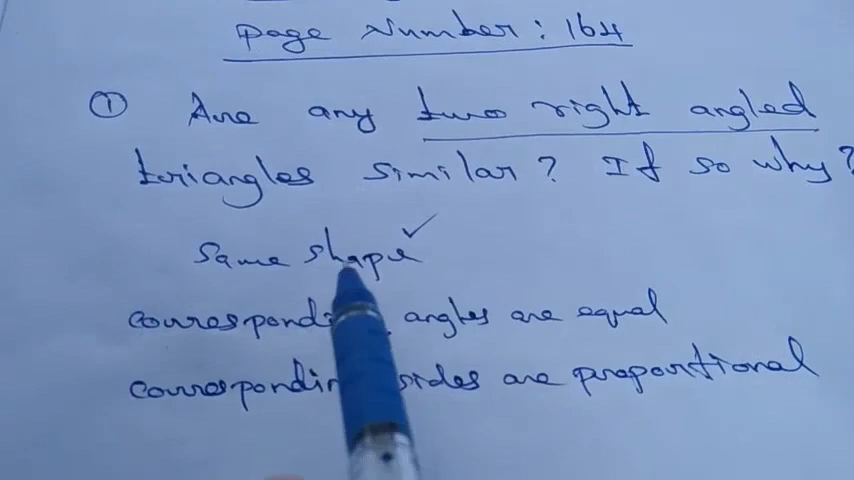 Page Number: 164
① Are any two right angled
triangles similar? If so why?
Same shape ✓
corresponding angles are equal
corresponding sides are proportional